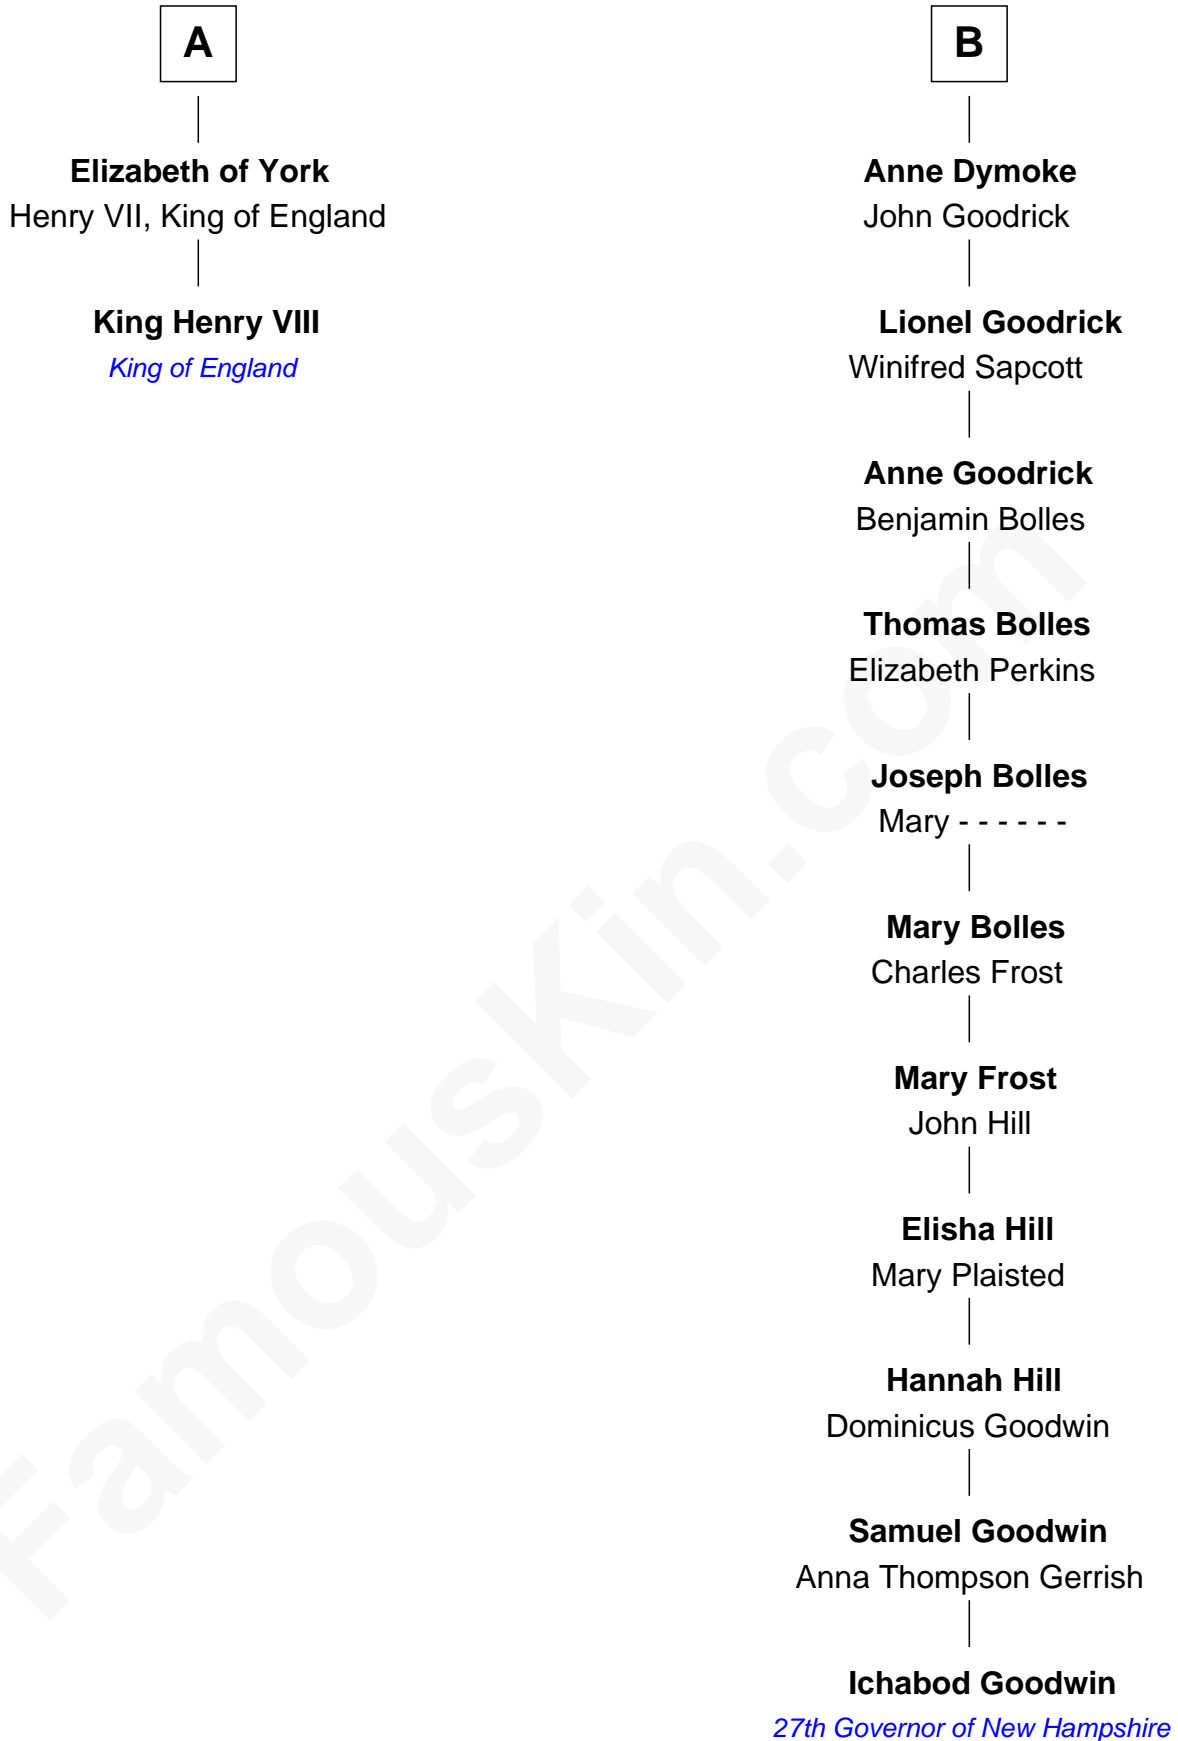 A
Elizabeth of York
Henry VII, King of England
King Henry VIII
King of England
B
Anne Dymoke
John Goodrick
Lionel Goodrick
Winifred Sapcott
Anne Goodrick
Benjamin Bolles
Thomas Bolles
Elizabeth Perkins
Joseph Bolles
Mary - - - - - -
Mary Bolles
Charles Frost
Mary Frost
John Hill
Elisha Hill
Mary Plaisted
Hannah Hill
Dominicus Goodwin
Samuel Goodwin
Anna Thompson Gerrish
Ichabod Goodwin
27th Governor of New Hampshire
FamousKin.com